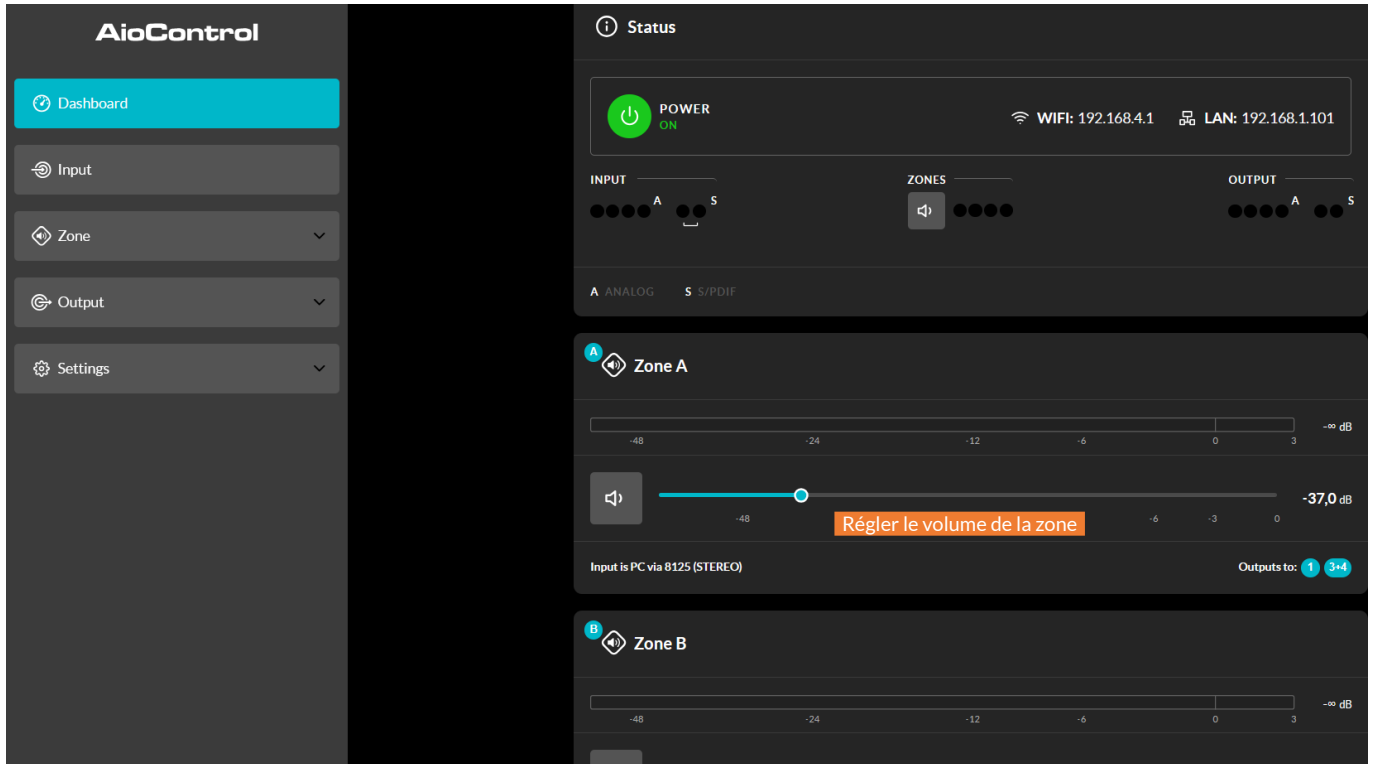 AioControl
Dashboard
Input
Zone
Output
Settings
Status
POWER
ON
WIFI: 192.168.4.1 LAN: 192.168.1.101
INPUT ZONES OUTPUT
A S A S
A ANALOG S S/PDIF
A
Zone A
-∞ dB
-48 -24 -12 -6 0 3
-37,0 dB
-48 -6 -3 0
Régler le volume de la zone
Input is PC via 8125 (STEREO) Outputs to: 1 3+4
B
Zone B
-∞ dB
-48 -24 -12 -6 0 3